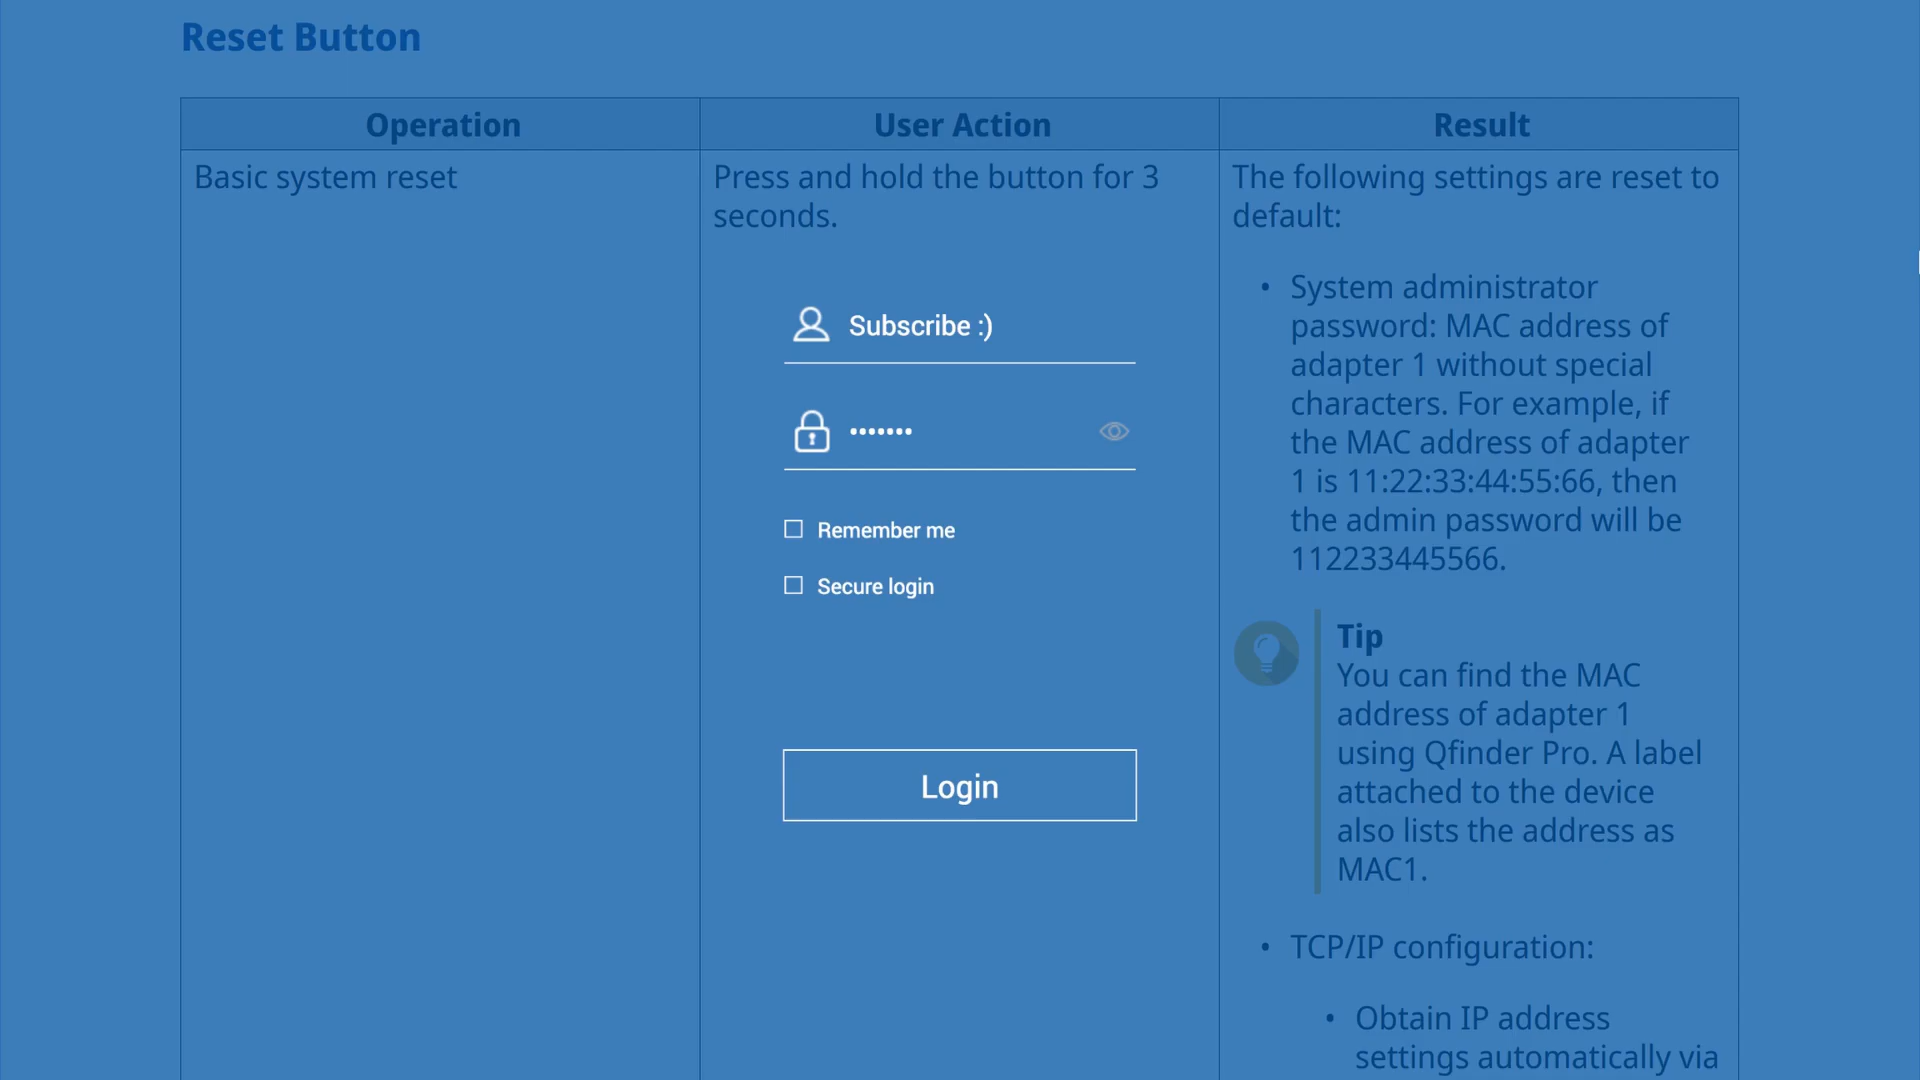 Reset Button
Operation
User Action
Result
Basic system reset
Press and hold the button for 3
seconds.
The following settings are reset to
default:
• System administrator
password: MAC address of
adapter 1 without special
characters. For example, if
the MAC address of adapter
1 is 11:22:33:44:55:66, then
the admin password will be
112233445566.
Tip
You can find the MAC
address of adapter 1
using Qfinder Pro. A label
attached to the device
also lists the address as
MAC1.
• TCP/IP configuration:
• Obtain IP address
settings automatically via
Subscribe :)
•••••••
Remember me
Secure login
Login